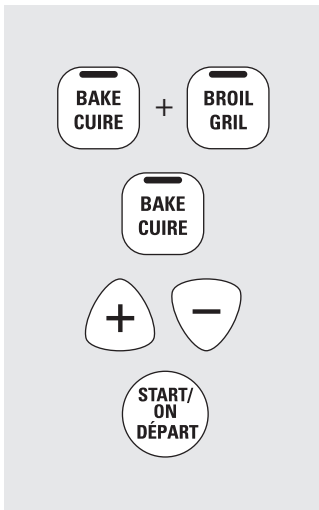 BAKE
CUIRE
+
BROIL
GRIL
BAKE
CUIRE
+ −
START/
ON
DÉPART